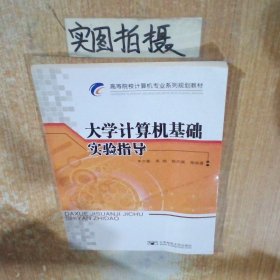 实图拍摄
高等院校计算机专业系列规划教材
大学计算机基础
实验指导
DAXUE JISUANJI JICHU
SHIYAN ZHIDAO